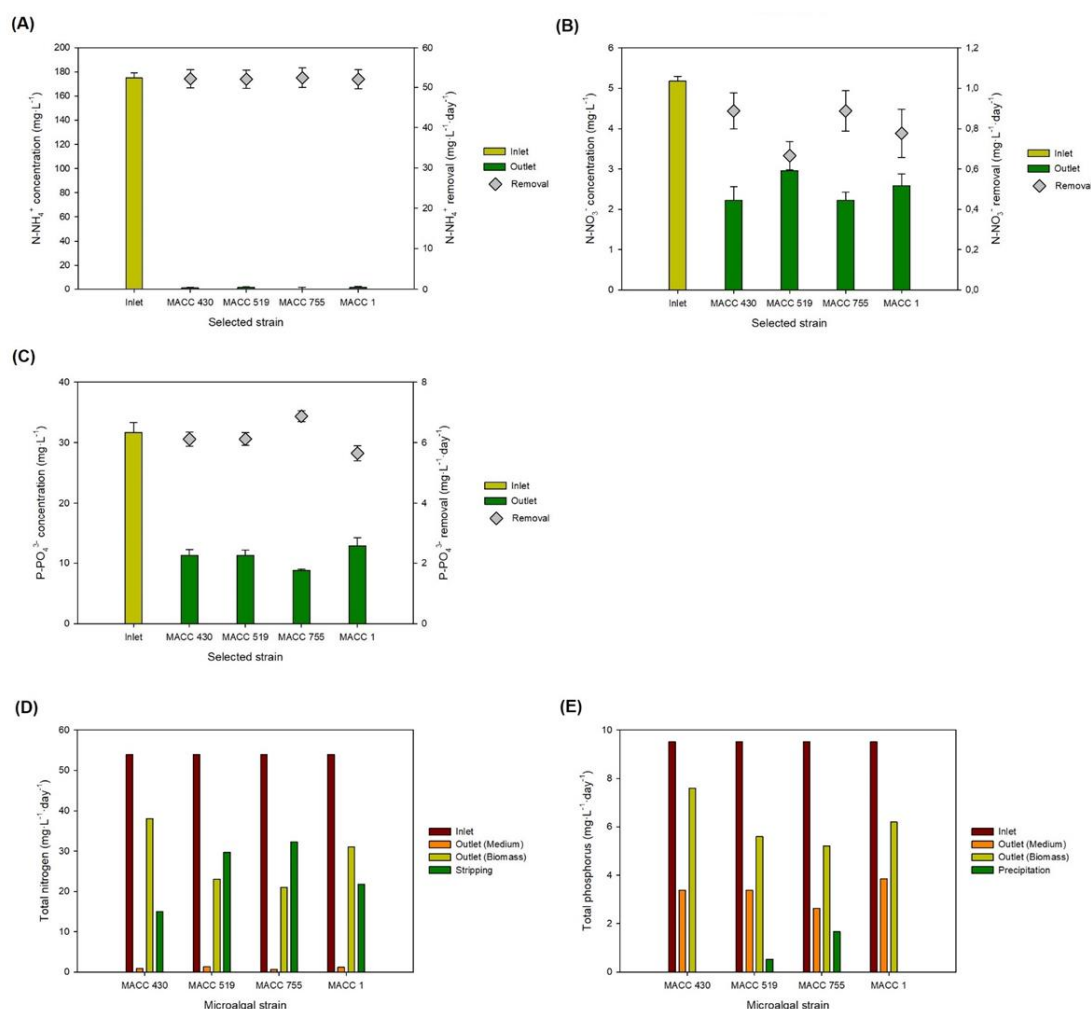 (A)
N-NH₄⁺ concentration (mg·L⁻¹)
200
180
160
140
120
100
80
60
40
20
0
60
50
40
30
20
10
0
N-NH₄⁺ removal (mg·L⁻¹·day⁻¹)
Inlet
MACC 430
MACC 519
MACC 755
MACC 1
Selected strain
Inlet
Outlet
Removal
(B)
N-NO₃⁻ concentration (mg·L⁻¹)
6
5
4
3
2
1
0
1,2
1,0
0,8
0,6
0,4
0,2
0,0
N-NO₃⁻ removal (mg·L⁻¹·day⁻¹)
Inlet
MACC 430
MACC 519
MACC 755
MACC 1
Selected strain
Inlet
Outlet
Removal
(C)
P-PO₄³⁻ concentration (mg·L⁻¹)
40
30
20
10
0
8
6
4
2
0
P-PO₄³⁻ removal (mg·L⁻¹·day⁻¹)
Inlet
MACC 430
MACC 519
MACC 755
MACC 1
Selected strain
Inlet
Outlet
Removal
(D)
Total nitrogen (mg·L⁻¹·day⁻¹)
60
50
40
30
20
10
0
MACC 430
MACC 519
MACC 755
MACC 1
Microalgal strain
Inlet
Outlet (Medium)
Outlet (Biomass)
Stripping
(E)
Total phosphorus (mg·L⁻¹·day⁻¹)
10
8
6
4
2
0
MACC 430
MACC 519
MACC 755
MACC 1
Microalgal strain
Inlet
Outlet (Medium)
Outlet (Biomass)
Precipitation